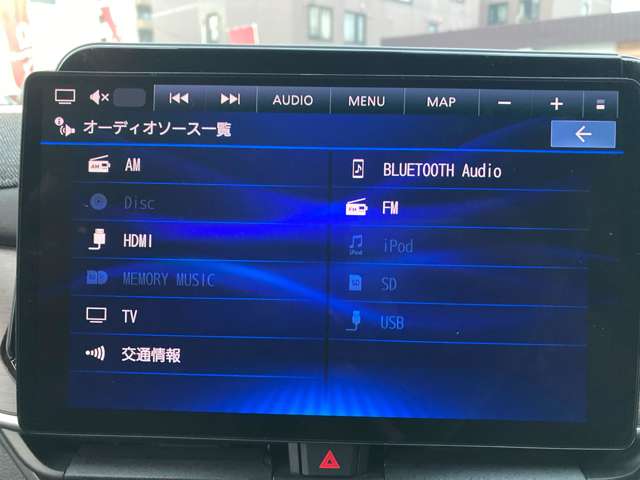 AUDIO MENU MAP − +
オーディオソース一覧
AM
BLUETOOTH Audio
Disc
FM
HDMI
iPod
MEMORY MUSIC
SD
TV
USB
交通情報